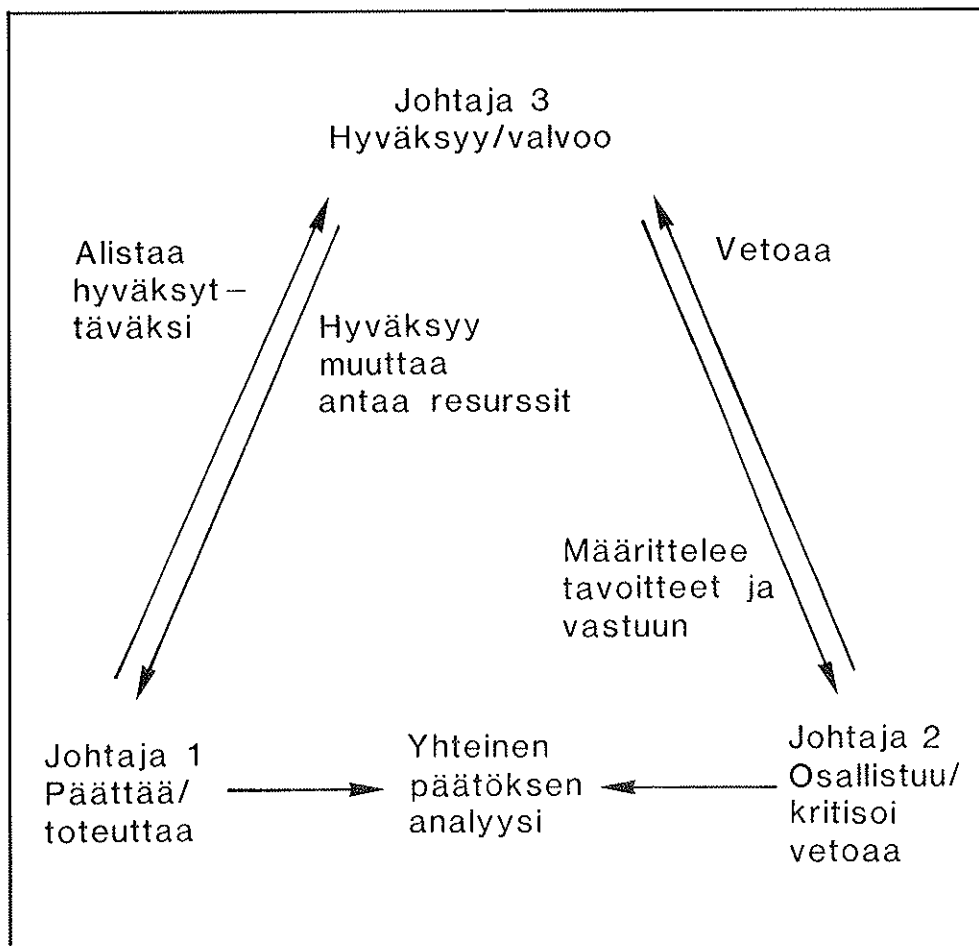 Johtaja 3
Hyväksyy/valvoo
Alistaa
hyväksyt–
täväksi
Vetoaa
Hyväksyy
muuttaa
antaa resurssit
Määrittelee
tavoitteet ja
vastuun
Johtaja 1
Päättää/
toteuttaa
Yhteinen
päätöksen
analyysi
Johtaja 2
Osallistuu/
kritisoi
vetoaa